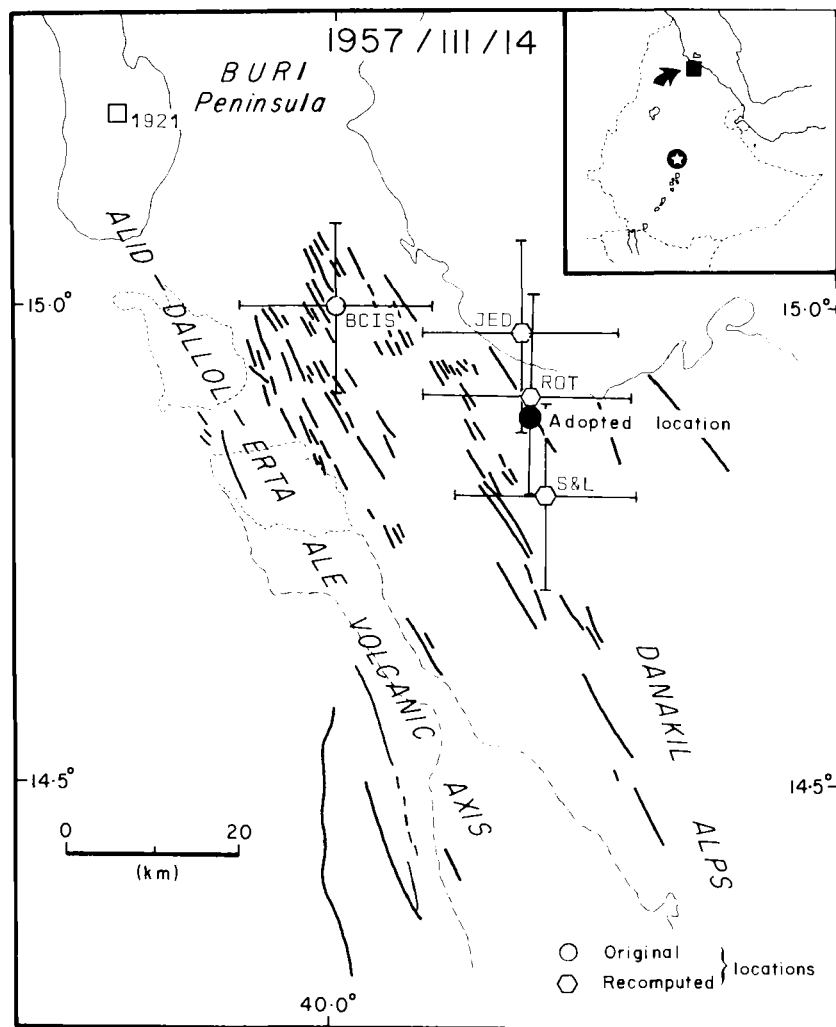 1957/III/14
BURI
Peninsula
1921
ALID - DALLOL - ERTA ALE VOLCANIC AXIS
15.0°
15.0°
BCIS
JED
ROT
Adopted location
S&L
DANAKIL ALPS
14.5°
14.5°
0 20
(km)
40.0°
Original
Recomputed
locations